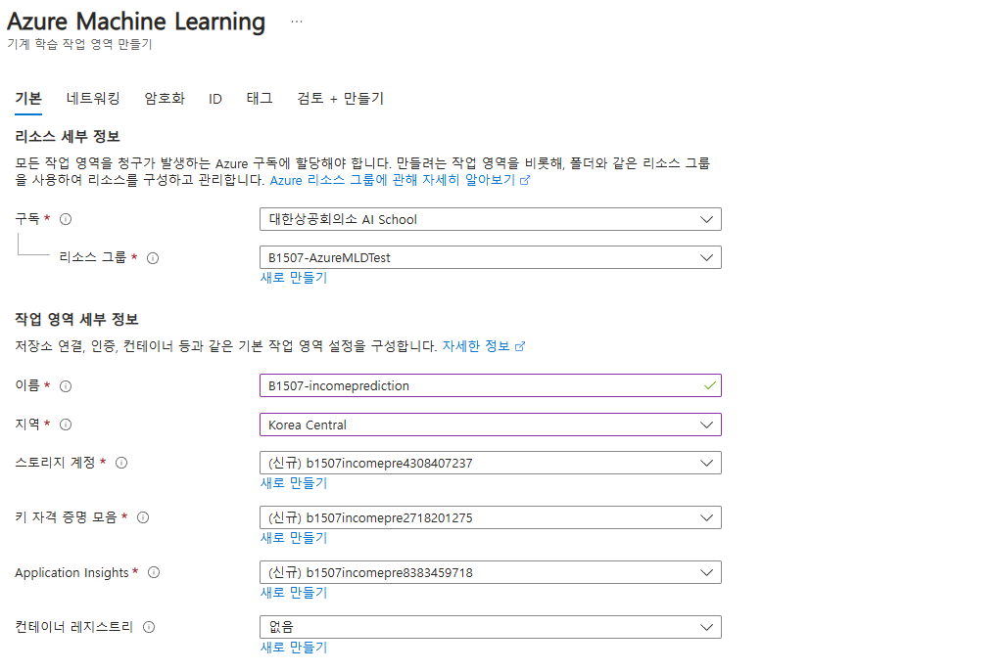 Azure Machine Learning ...
기계 학습 작업 영역 만들기
기본 네트워킹 암호화 ID 태그 검토 + 만들기
리소스 세부 정보
모든 작업 영역을 청구가 발생하는 Azure 구독에 할당해야 합니다. 만들려는 작업 영역을 비롯해, 폴더와 같은 리소스 그룹
을 사용하여 리소스를 구성하고 관리합니다. Azure 리소스 그룹에 관해 자세히 알아보기
구독 * 대한상공회의소 AI School
리소스 그룹 * B1507-AzureMLDTest
새로 만들기
작업 영역 세부 정보
저장소 연결, 인증, 컨테이너 등과 같은 기본 작업 영역 설정을 구성합니다. 자세한 정보
이름 * B1507-incomeprediction
지역 * Korea Central
스토리지 계정 * (신규) b1507incomepre4308407237
새로 만들기
키 자격 증명 모음 * (신규) b1507incomepre2718201275
새로 만들기
Application Insights * (신규) b1507incomepre8383459718
새로 만들기
컨테이너 레지스트리 없음
새로 만들기